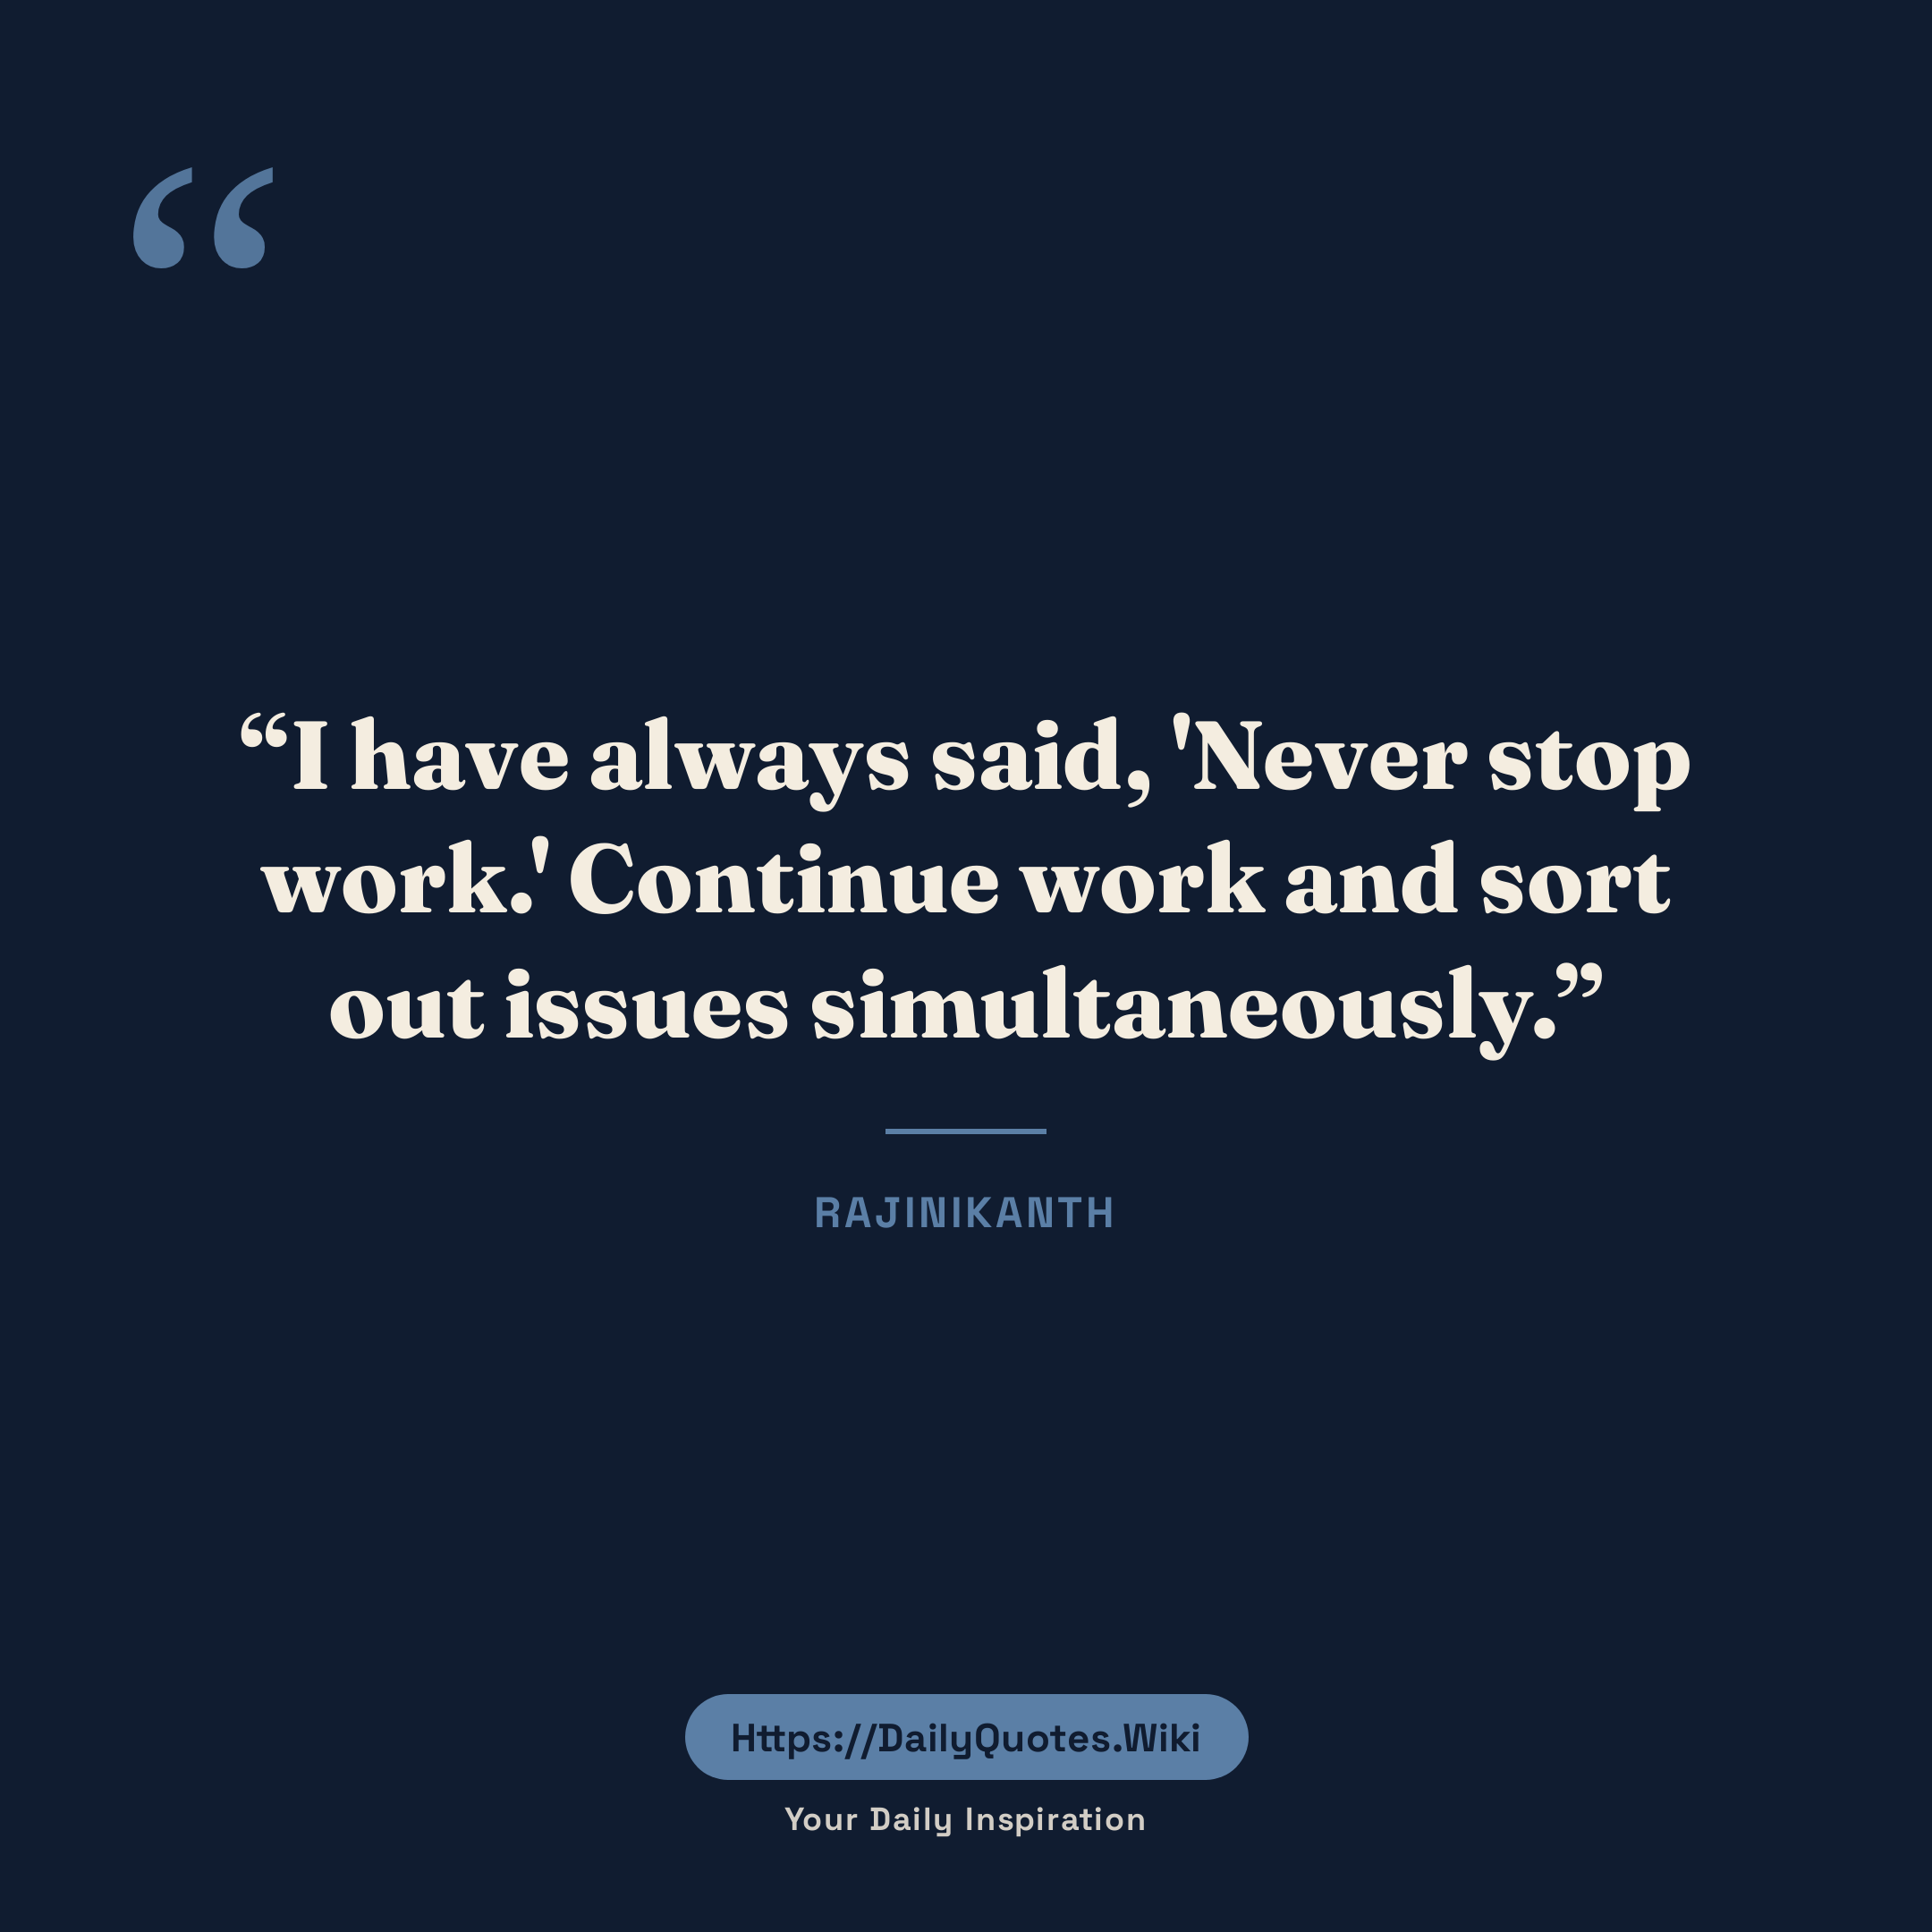 “
“I have always said, 'Never stop
work.' Continue work and sort
out issues simultaneously.”
RAJINIKANTH
Https://DailyQuotes.Wiki
Your Daily Inspiration